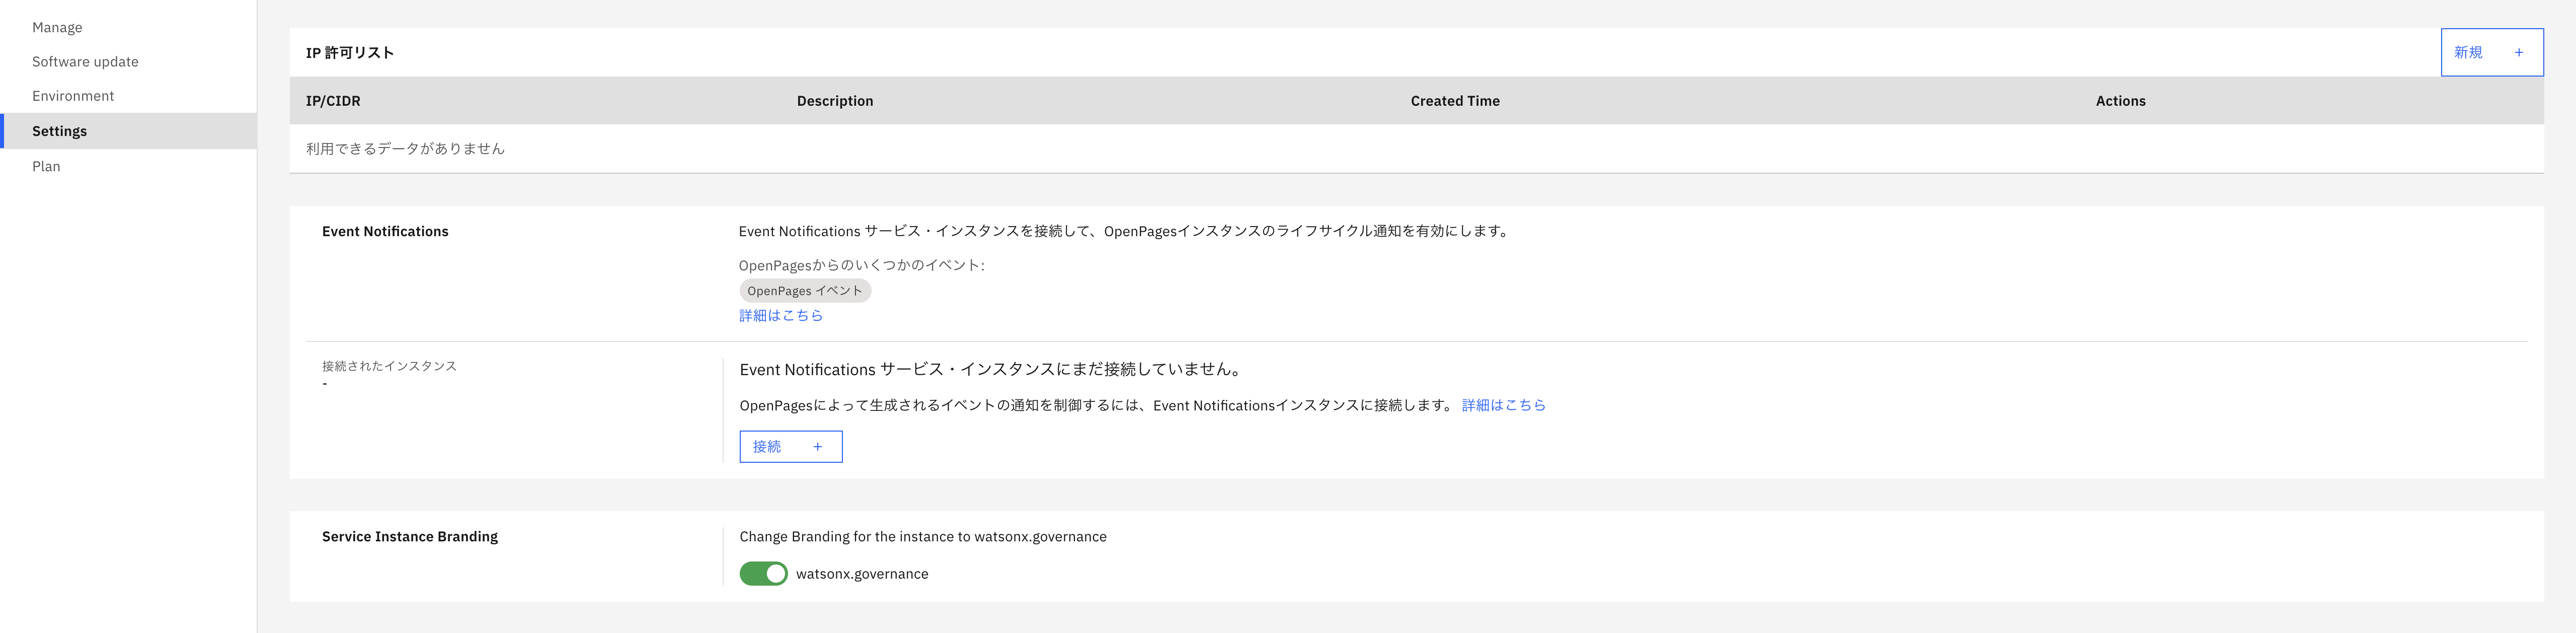 Manage
Software update
Environment
Settings
Plan
IP 許可リスト
新規 +
IP/CIDR Description Created Time Actions
利用できるデータがありません
Event Notifications
Event Notifications サービス・インスタンスを接続して、OpenPagesインスタンスのライフサイクル通知を有効にします。
OpenPagesからのいくつかのイベント:
OpenPages イベント
詳細はこちら
接続されたインスタンス
-
Event Notifications サービス・インスタンスにまだ接続していません。
OpenPagesによって生成されるイベントの通知を制御するには、Event Notificationsインスタンスに接続します。 詳細はこちら
接続 +
Service Instance Branding
Change Branding for the instance to watsonx.governance
watsonx.governance